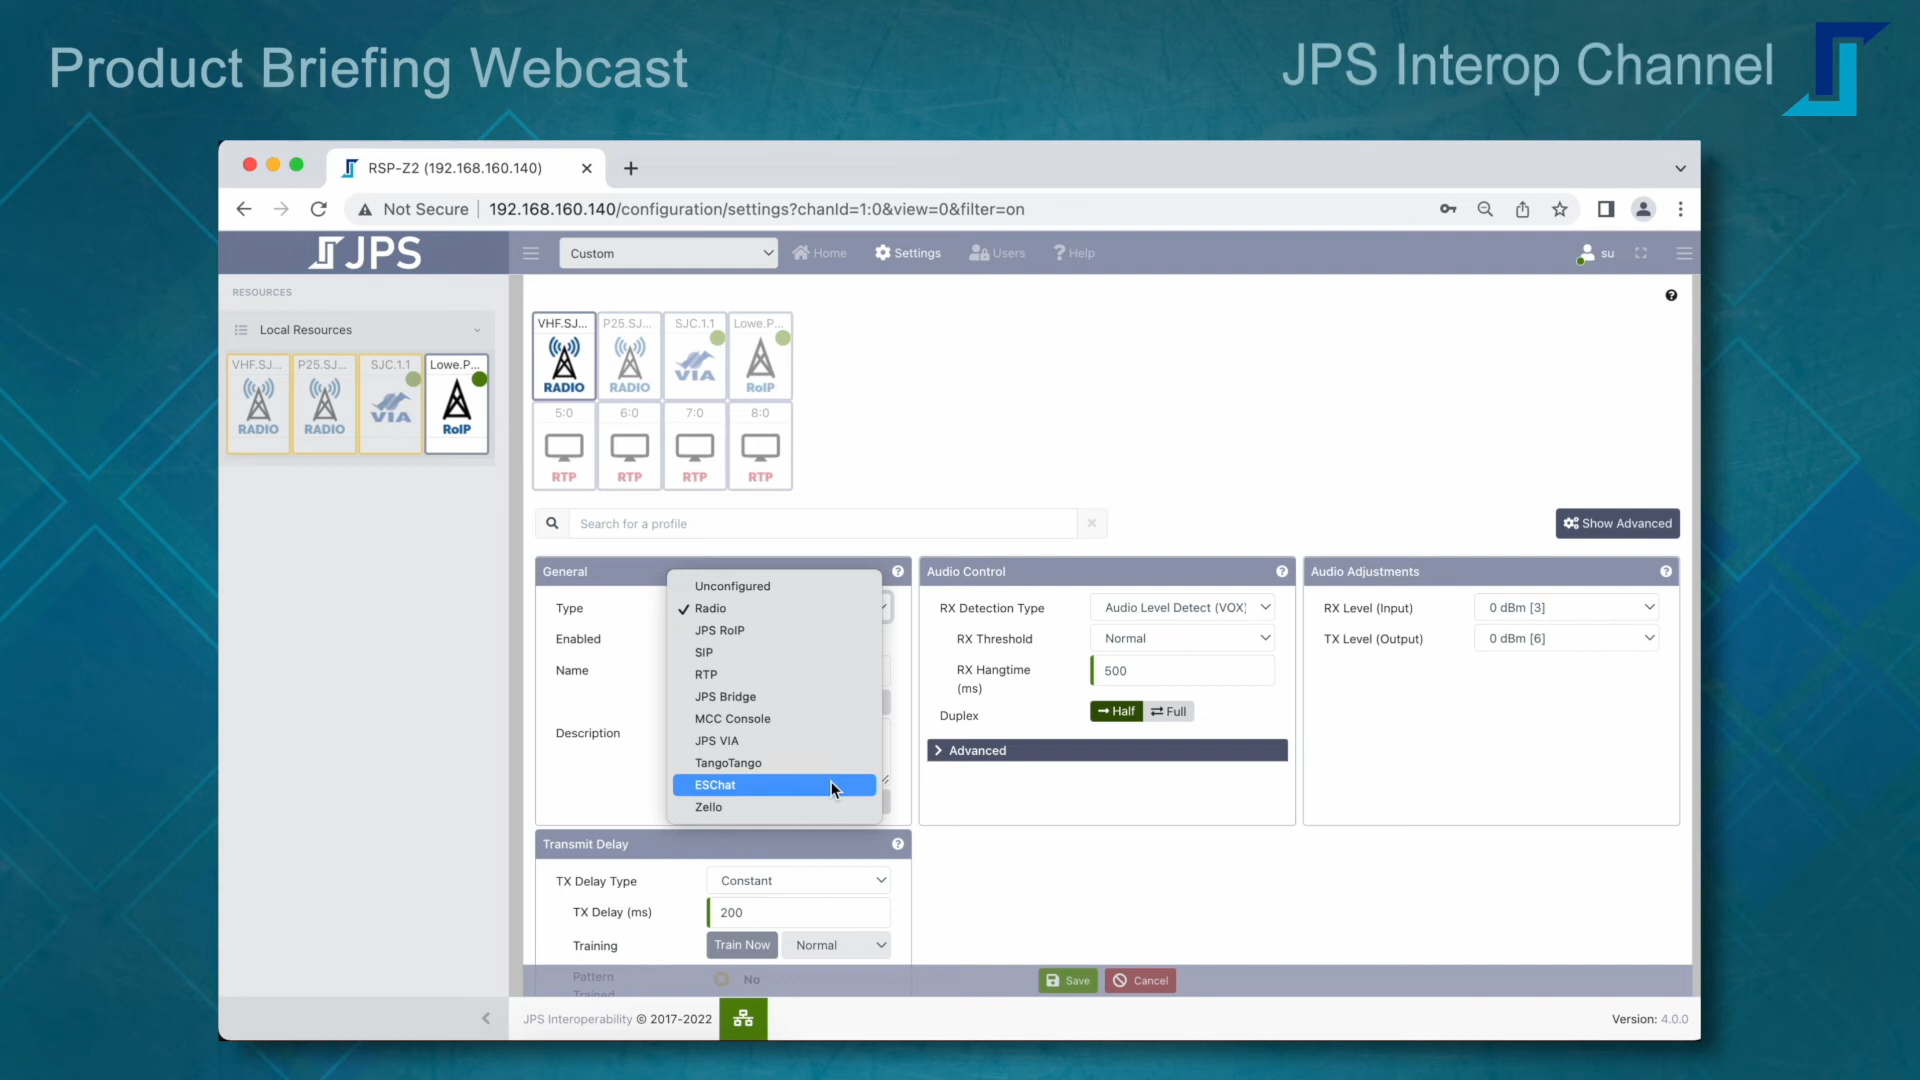 Product Briefing Webcast
JPS Interop Channel
RSP-Z2 (192.168.160.140)
Not Secure
192.168.160.140/configuration/settings?chanId=1:0&view=0&filter=on
JPS
Custom
Home
Settings
Users
? Help
su
RESOURCES
Local Resources
VHF.SJ...
P25.SJ...
SJC.1.1
Lowe.P...
RADIO
RADIO
VIA
RoIP
VHF.SJ...
P25.SJ...
SJC.1.1
Lowe.P...
RADIO
RADIO
VIA
RoIP
5:0
6:0
7:0
8:0
RTP
RTP
RTP
RTP
Search for a profile
Show Advanced
General
Type
Enabled
Name
Description
Unconfigured
Radio
JPS RoIP
SIP
RTP
JPS Bridge
MCC Console
JPS VIA
TangoTango
ESChat
Zello
Audio Control
RX Detection Type
Audio Level Detect (VOX)
RX Threshold
Normal
RX Hangtime
(ms)
500
Duplex
Half
Full
Advanced
Audio Adjustments
RX Level (Input)
0 dBm [3]
TX Level (Output)
0 dBm [6]
Transmit Delay
TX Delay Type
Constant
TX Delay (ms)
200
Training
Train Now
Normal
Pattern
Trained
No
Save
Cancel
JPS Interoperability © 2017-2022
Version: 4.0.0